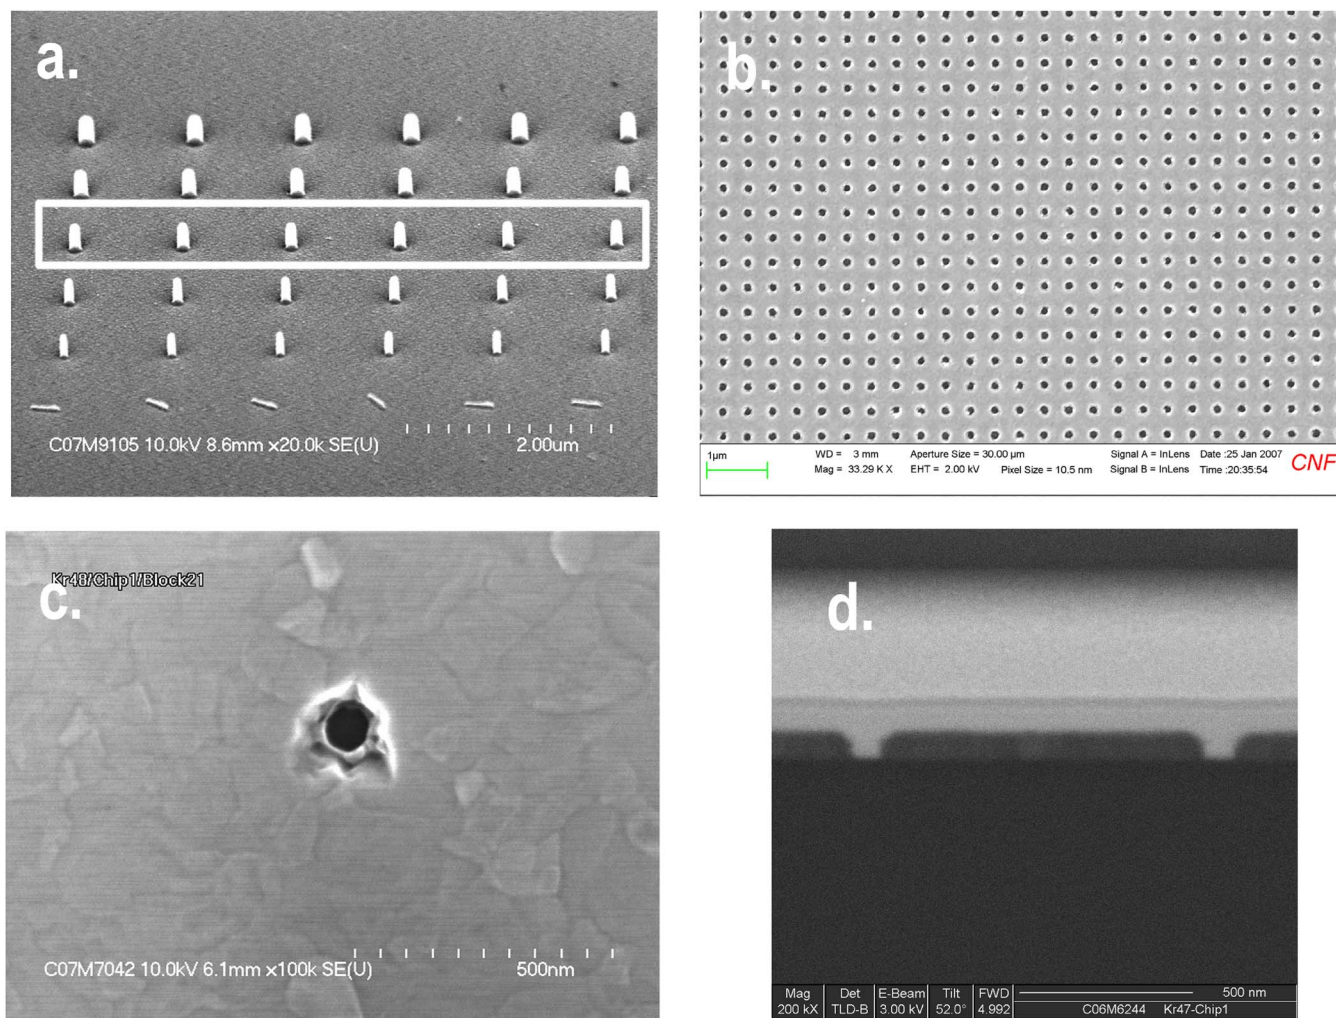 a.
C07M9105 10.0kV 8.6mm x20.0k SE(U) 2.00um
b.
1µm
WD = 3 mm Aperture Size = 30.00 µm Signal A = InLens Date :25 Jan 2007
Mag = 33.29 K X EHT = 2.00 kV Pixel Size = 10.5 nm Signal B = InLens Time :20:35:54
CNF
Kr48/Chip1/Block21
c.
C07M7042 10.0kV 6.1mm x100k SE(U) 500nm
d.
Mag Det E-Beam Tilt FWD 500 nm
200 kX TLD-B 3.00 kV 52.0° 4.992 C06M6244 Kr47-Chip1